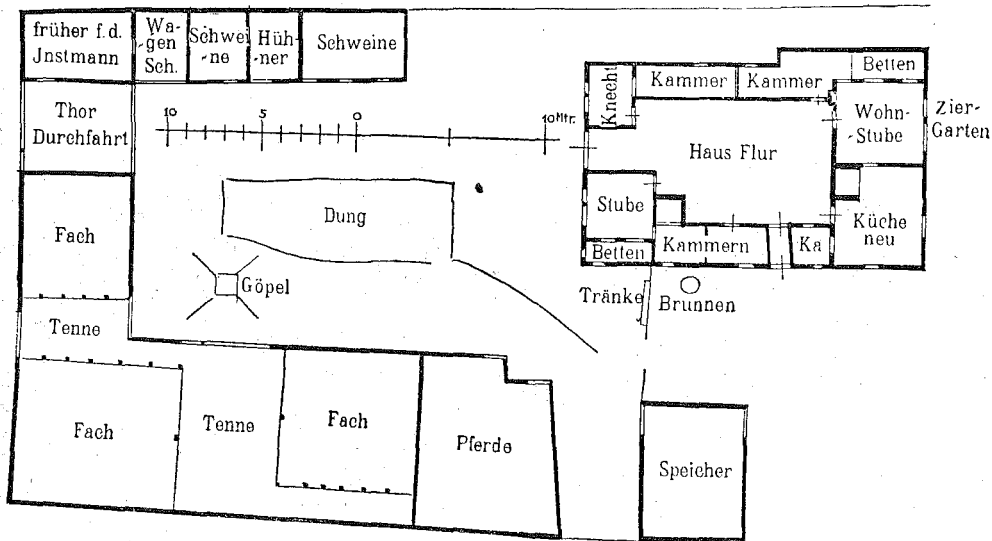 früher f.d.
Jnstmann
Wa-
gen
Sch.
Schwei
-ne
Hüh-
ner
Schweine
Thor
Durchfahrt
10
5
0
10 Mtr.
Knecht
Kammer
Kammer
Betten
Wohn-
-Stube
Zier-
Garten
Haus Flur
Stube
Betten
Kammern
Ka
Küche
neu
Fach
Dung
Göpel
Tränke
Brunnen
Tenne
Fach
Tenne
Fach
Pferde
Speicher